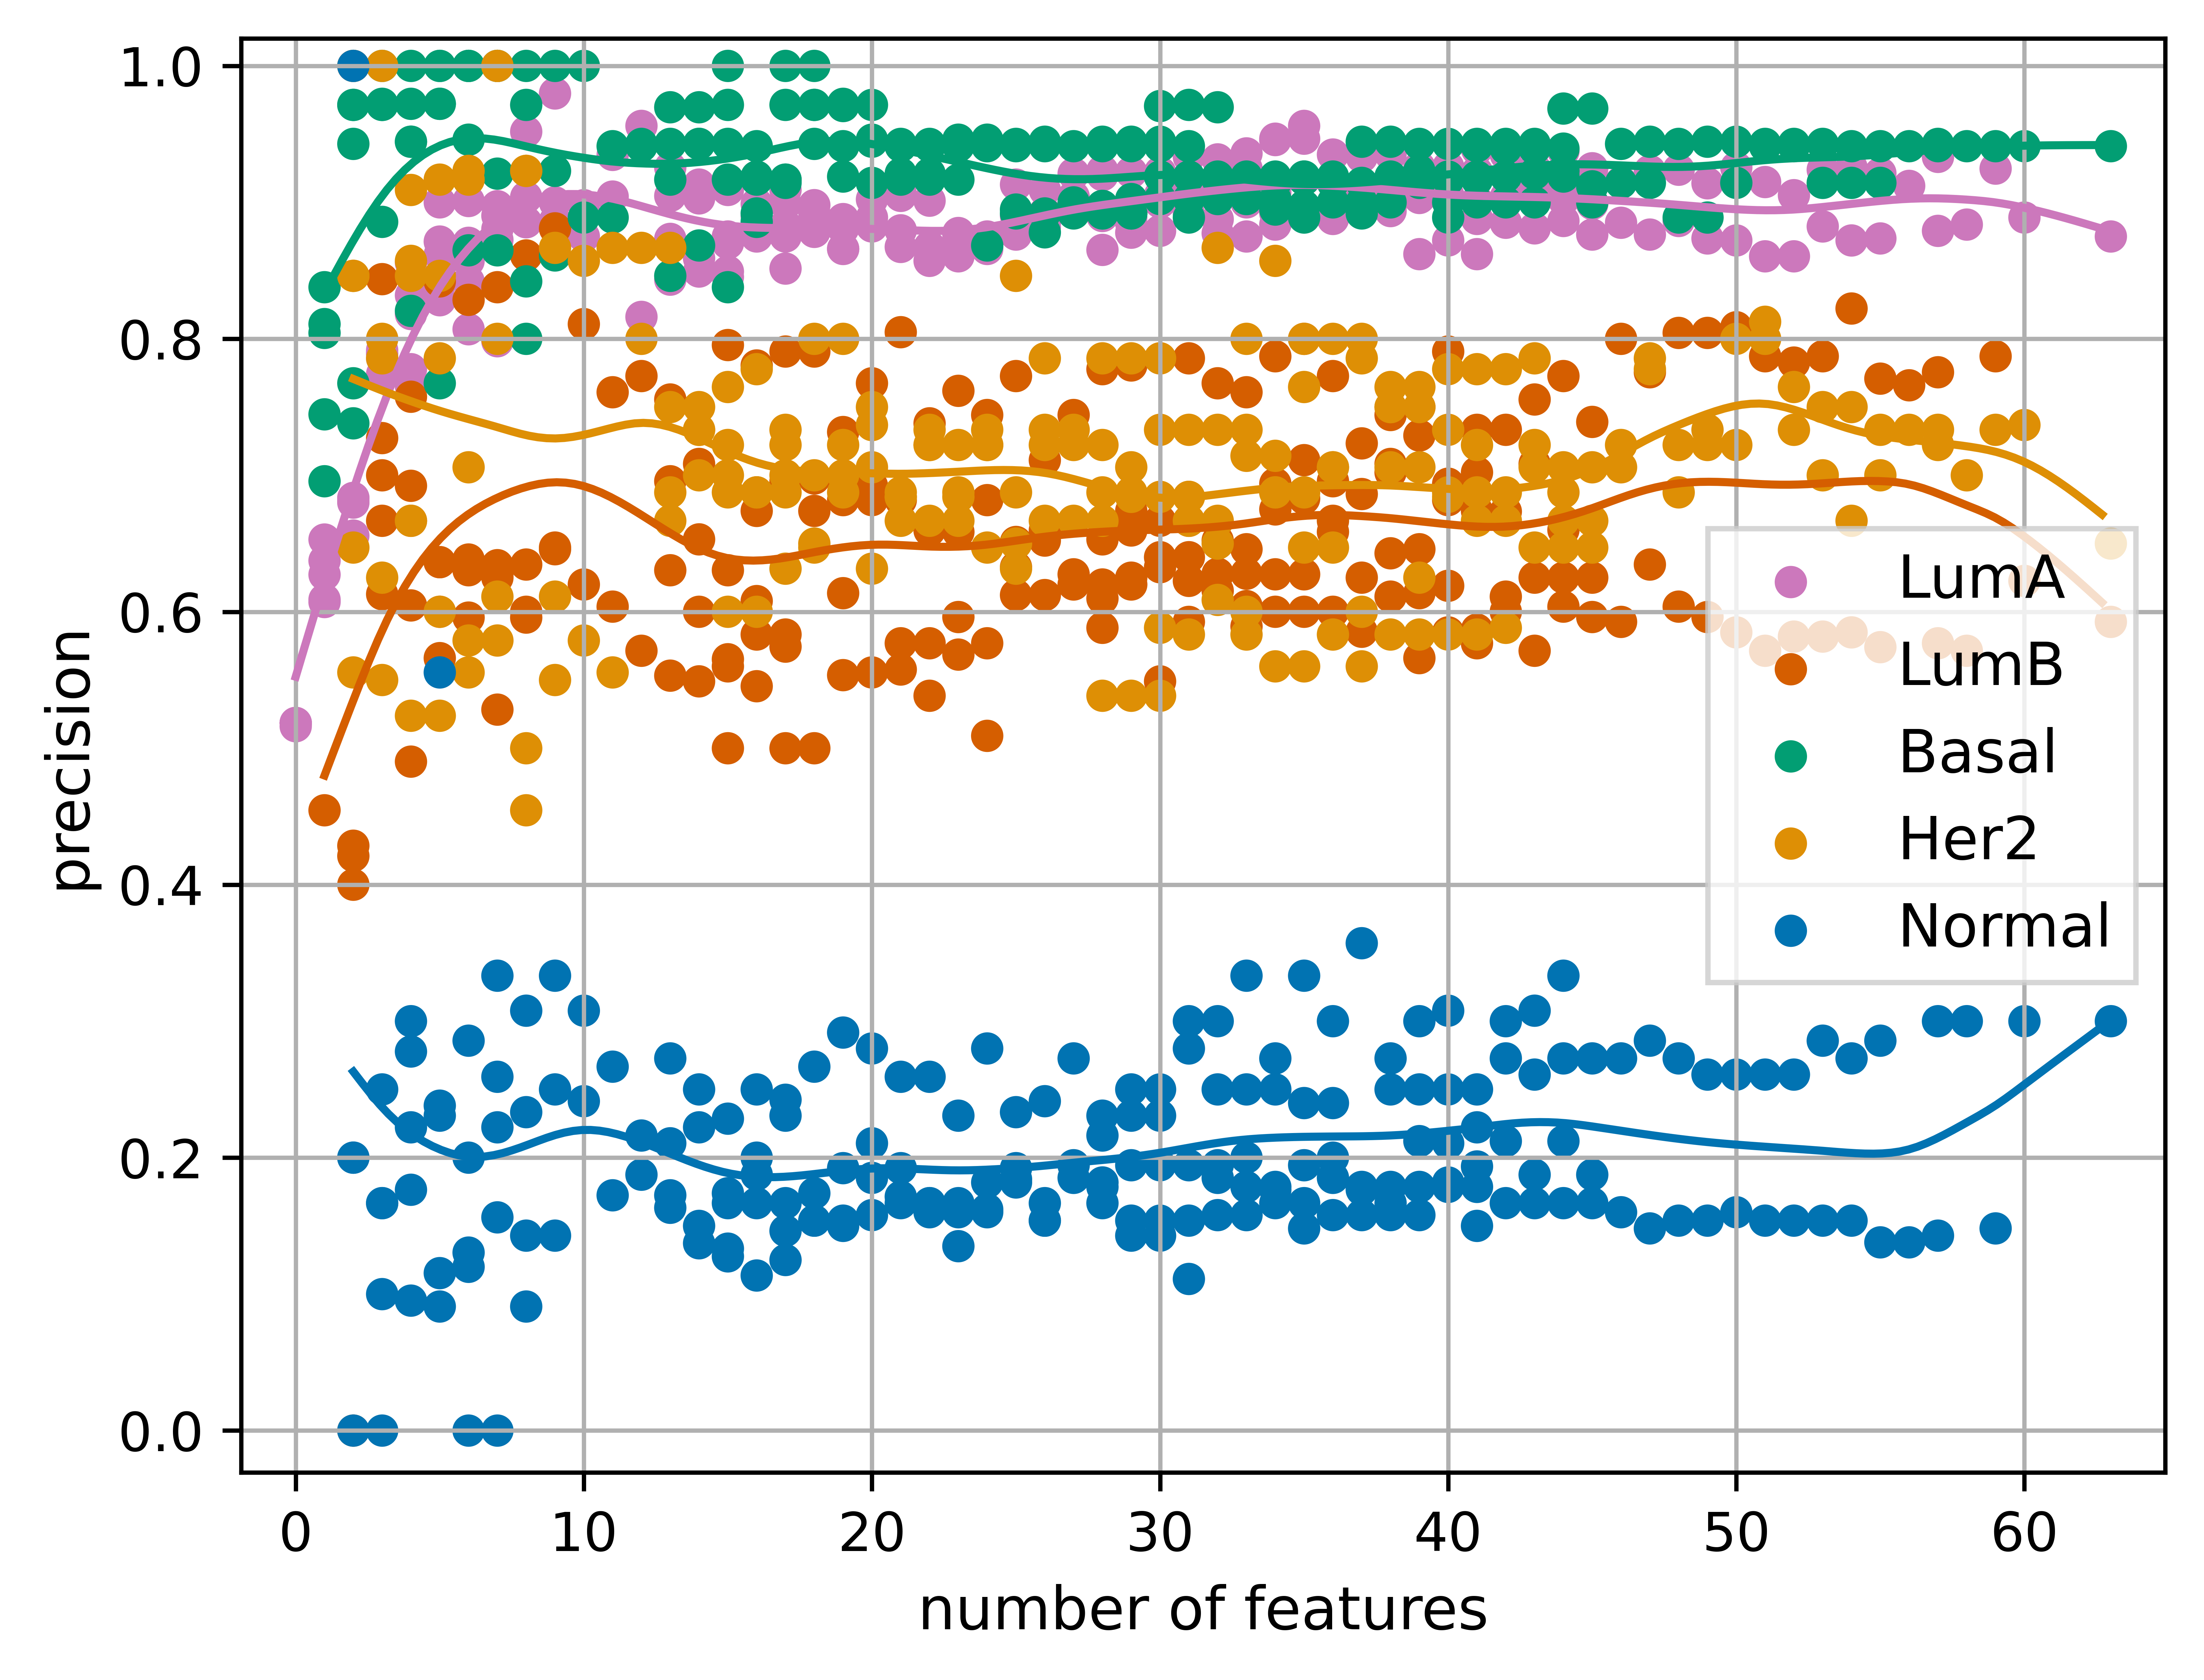 1.0
0.8
0.6
0.4
0.2
0.0
precision
LumA
LumB
Basal
Her2
Normal
0 10 20 30 40 50 60
number of features